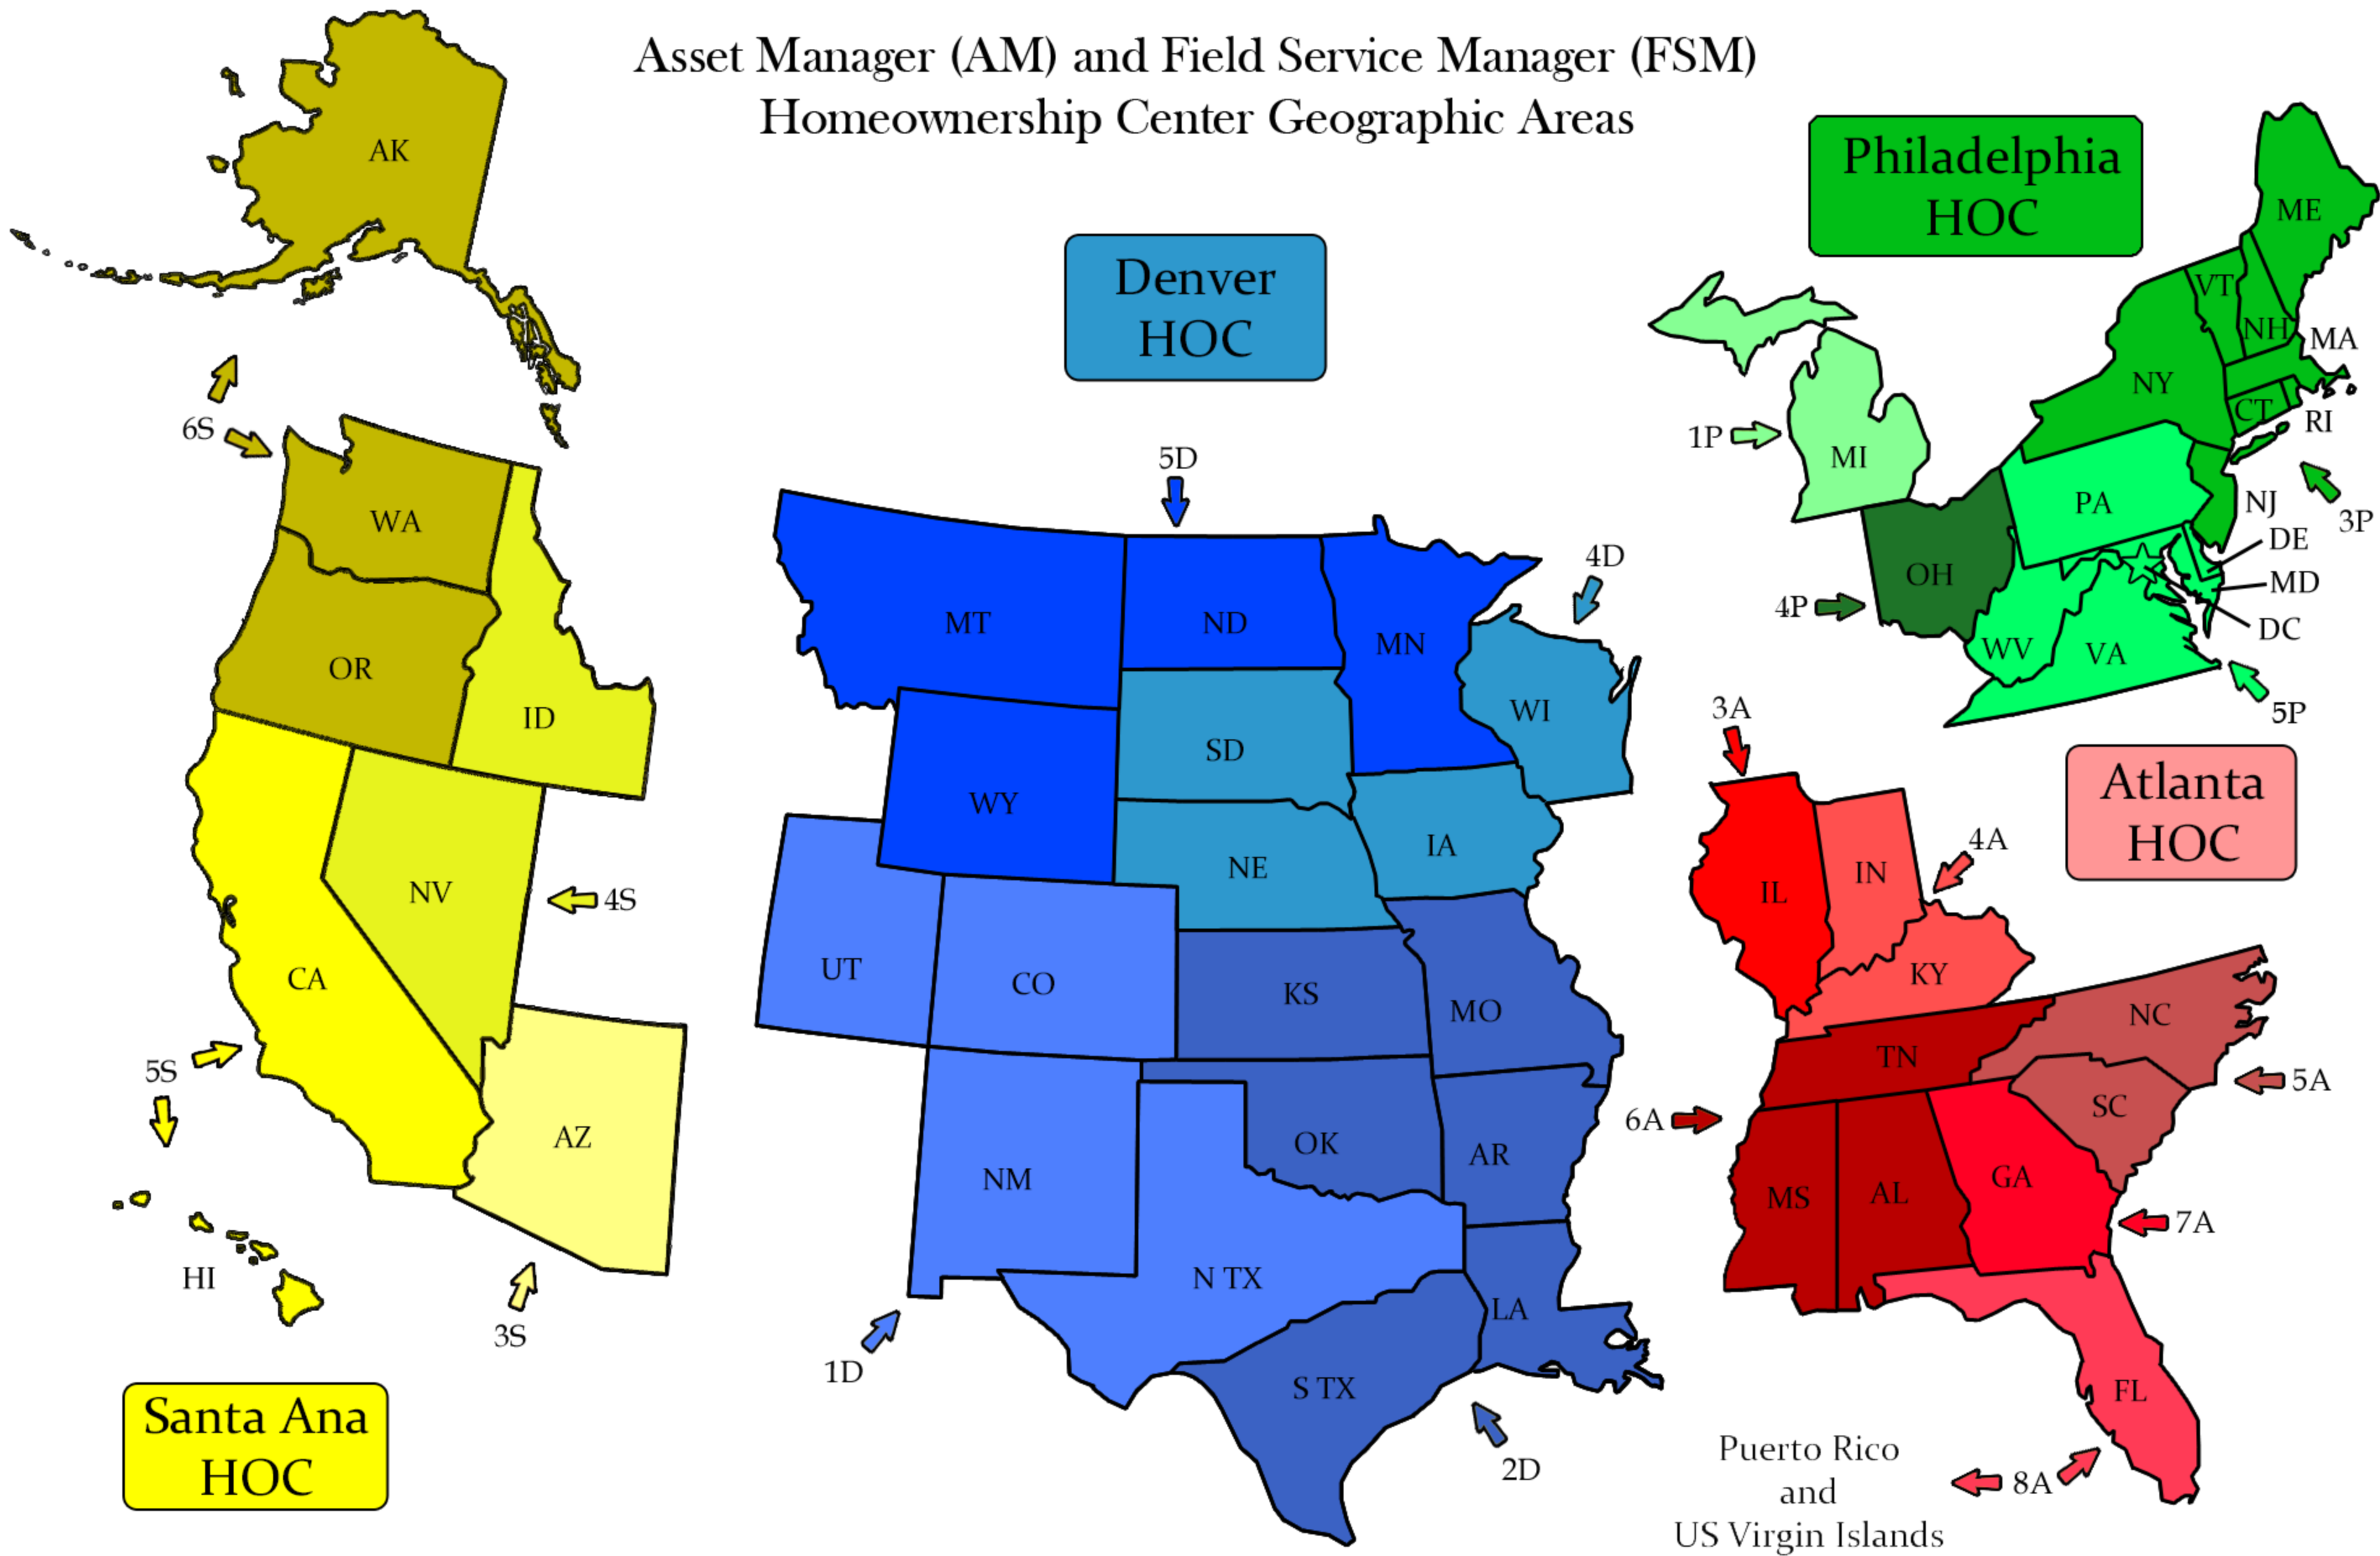 Asset Manager (AM) and Field Service Manager (FSM)
Homeownership Center Geographic Areas
AK
6S
WA
OR
ID
NV
4S
CA
5S
AZ
HI
3S
Santa Ana
HOC
Denver
HOC
5D
4D
MT
ND
MN
WI
SD
WY
IA
NE
UT
CO
KS
MO
OK
AR
NM
N TX
LA
1D
S TX
2D
Philadelphia
HOC
ME
VT
NH
MA
NY
CT
RI
1P
MI
PA
NJ
3P
DE
OH
MD
4P
DC
WV
VA
5P
3A
Atlanta
HOC
4A
IN
IL
KY
NC
TN
5A
SC
6A
GA
MS
AL
7A
FL
Puerto Rico
and
US Virgin Islands
8A